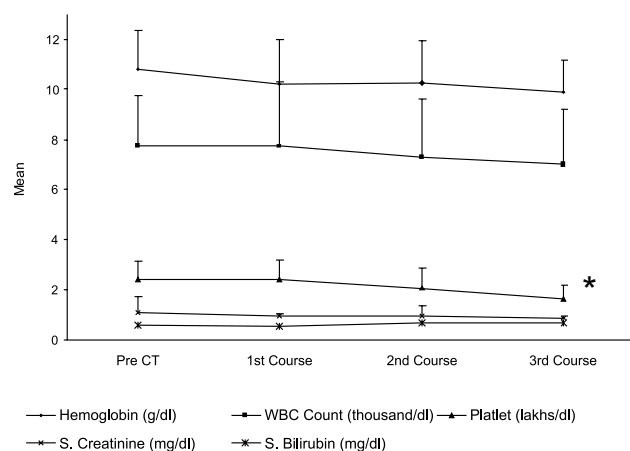 12
10
8
6
4
2
0
Mean
*
Pre CT 1st Course 2nd Course 3rd Course
Hemoglobin (g/dl) WBC Count (thousand/dl) Platlet (lakhs/dl)
S. Creatinine (mg/dl) S. Bilirubin (mg/dl)